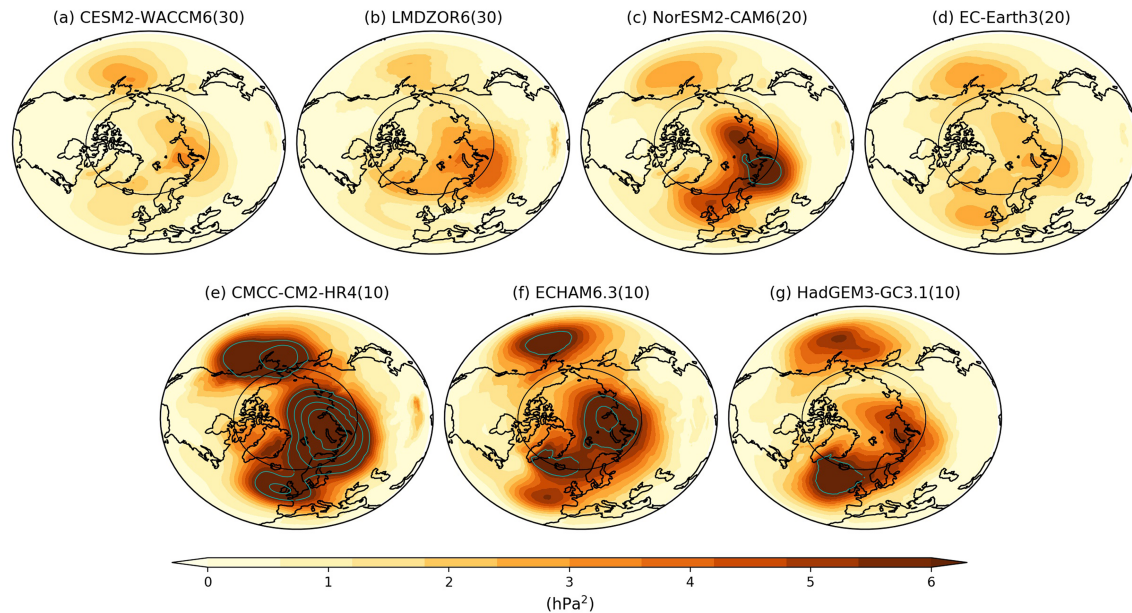 (a) CESM2-WACCM6(30)
(b) LMDZOR6(30)
(c) NorESM2-CAM6(20)
(d) EC-Earth3(20)
(e) CMCC-CM2-HR4(10)
(f) ECHAM6.3(10)
(g) HadGEM3-GC3.1(10)
0 1 2 3 4 5 6
(hPa²)